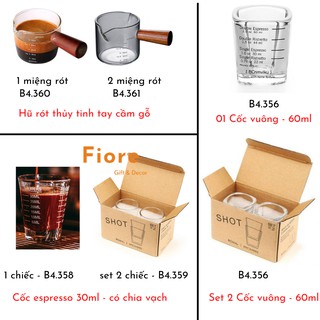 1 miệng rót
B4.360
2 miệng rót
B4.361
Hũ rót thủy tinh tay cầm gỗ
B4.356
01 Cốc vuông - 60ml
Fiore
Gift & Decor
SHOT
SHOT
1 chiếc - B4.358
set 2 chiếc - B4.359
Cốc espresso 30ml - có chia vạch
B4.356
Set 2 Cốc vuông - 60ml